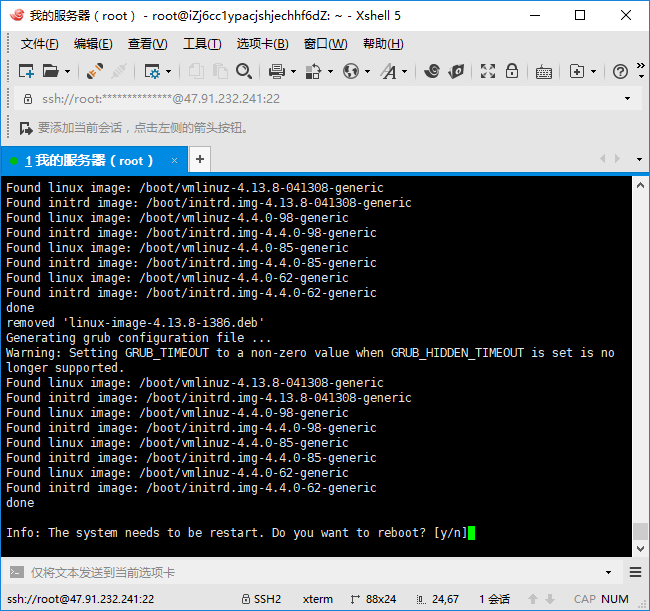 我的服务器（root） - root@iZj6cc1ypacjshjechhf6dZ: ~ - Xshell 5
文件(F) 编辑(E) 查看(V) 工具(T) 选项卡(B) 窗口(W) 帮助(H)
ssh://root:**************@47.91.232.241:22
要添加当前会话，点击左侧的箭头按钮。
1 我的服务器（root） × +
Found linux image: /boot/vmlinuz-4.13.8-041308-generic
Found initrd image: /boot/initrd.img-4.13.8-041308-generic
Found linux image: /boot/vmlinuz-4.4.0-98-generic
Found initrd image: /boot/initrd.img-4.4.0-98-generic
Found linux image: /boot/vmlinuz-4.4.0-85-generic
Found initrd image: /boot/initrd.img-4.4.0-85-generic
Found linux image: /boot/vmlinuz-4.4.0-62-generic
Found initrd image: /boot/initrd.img-4.4.0-62-generic
done
removed 'linux-image-4.13.8-i386.deb'
Generating grub configuration file ...
Warning: Setting GRUB_TIMEOUT to a non-zero value when GRUB_HIDDEN_TIMEOUT is set is no
longer supported.
Found linux image: /boot/vmlinuz-4.13.8-041308-generic
Found initrd image: /boot/initrd.img-4.13.8-041308-generic
Found linux image: /boot/vmlinuz-4.4.0-98-generic
Found initrd image: /boot/initrd.img-4.4.0-98-generic
Found linux image: /boot/vmlinuz-4.4.0-85-generic
Found initrd image: /boot/initrd.img-4.4.0-85-generic
Found linux image: /boot/vmlinuz-4.4.0-62-generic
Found initrd image: /boot/initrd.img-4.4.0-62-generic
done
Info: The system needs to be restart. Do you want to reboot? [y/n]
仅将文本发送到当前选项卡
ssh://root@47.91.232.241:22 SSH2 xterm 88x24 24,67 1 会话 CAP NUM